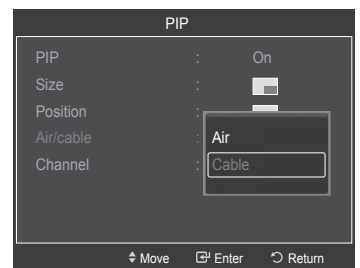 PIP
PIP : On
Size :
Position :
Air/cable : Air
Channel : Cable
Move Enter Return